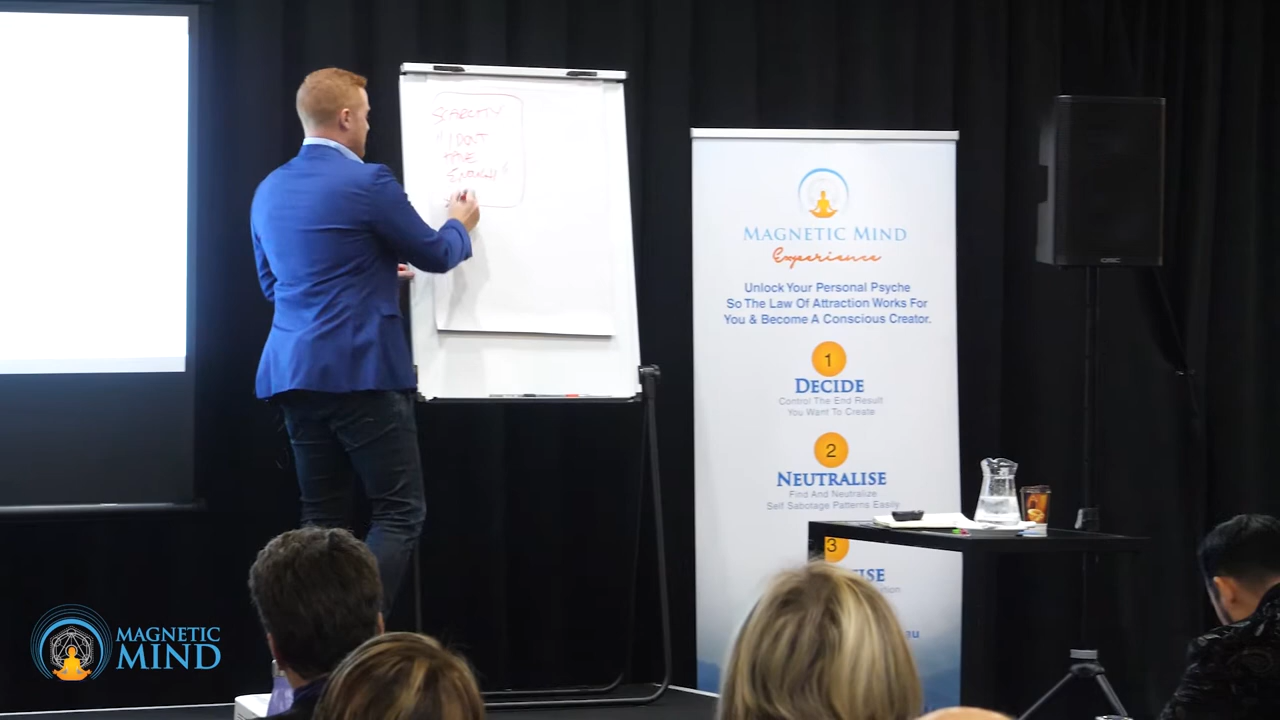 SCARCITY
"I DON'T
HAVE
ENOUGH"
MAGNETIC MIND
Experience
Unlock Your Personal Psyche
So The Law Of Attraction Works For
You & Become A Conscious Creator.
1
DECIDE
Control The End Result
You Want To Create
2
NEUTRALISE
Find And Neutralize
Self Sabotage Patterns Easily
3
QSC
MAGNETIC
MIND